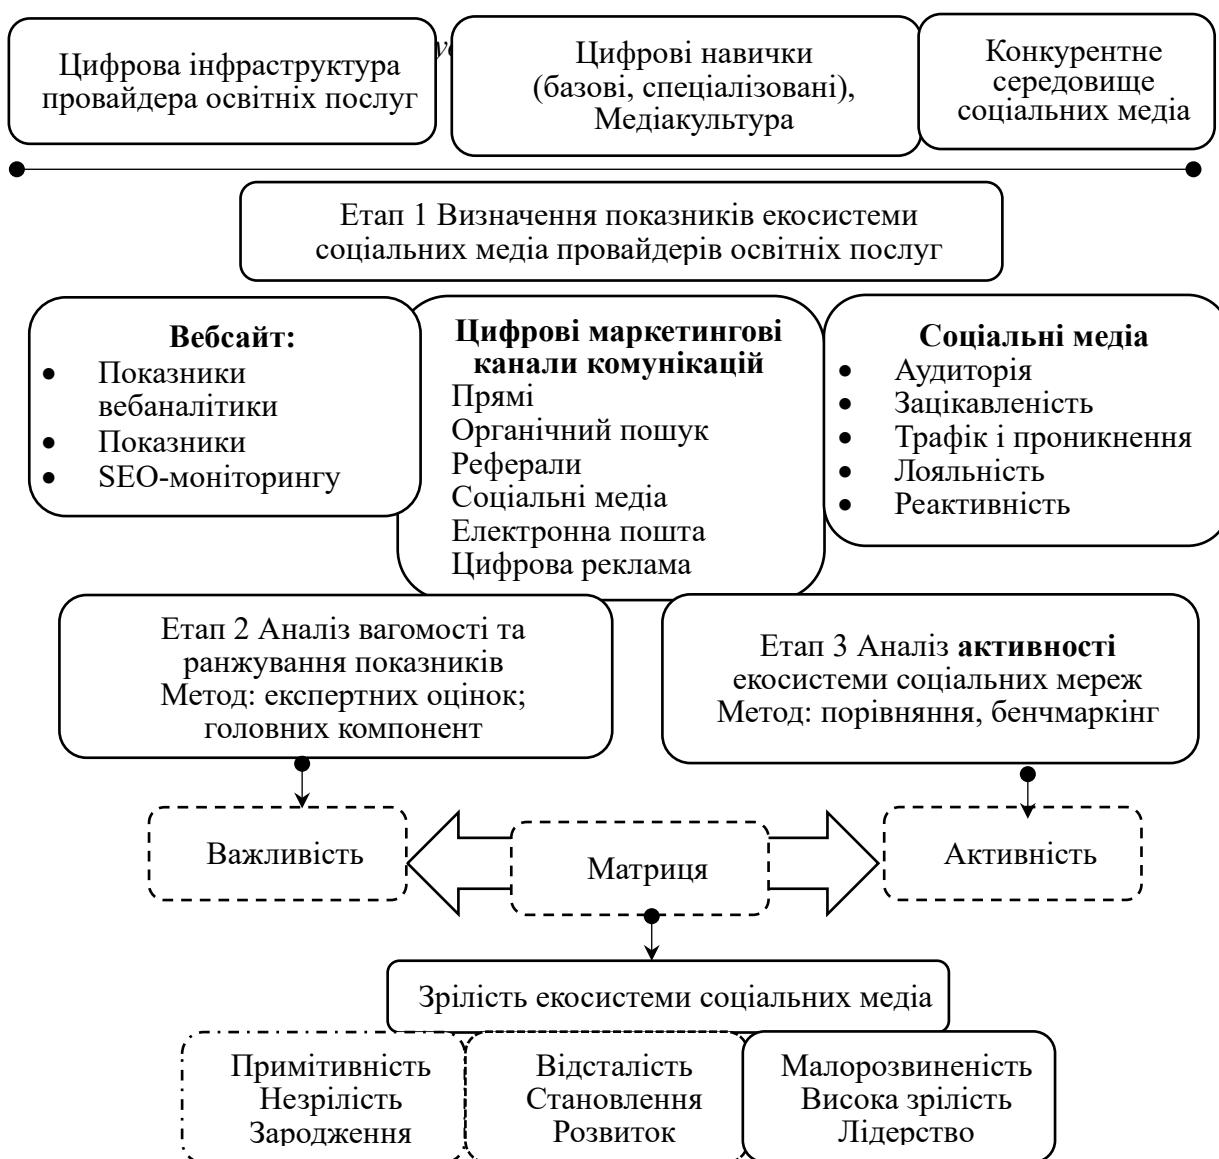 Цифрова інфраструктура
провайдера освітніх послуг
Цифрові навички
(базові, спеціалізовані),
Медіакультура
Конкурентне
середовище
соціальних медіа
Етап 1 Визначення показників екосистеми
соціальних медіа провайдерів освітніх послуг
Вебсайт:
• Показники
вебаналітики
• Показники
• SEO-моніторингу
Цифрові маркетингові
канали комунікацій
Прямі
Органічний пошук
Реферали
Соціальні медіа
Електронна пошта
Цифрова реклама
Соціальні медіа
• Аудиторія
• Зацікавленість
• Трафік і проникнення
• Лояльність
• Реактивність
Етап 2 Аналіз вагомості та
ранжування показників
Метод: експертних оцінок;
головних компонент
Етап 3 Аналіз активності
екосистеми соціальних мереж
Метод: порівняння, бенчмаркінг
Важливість
Матриця
Активність
Зрілість екосистеми соціальних медіа
Примітивність
Незрілість
Зародження
Відсталість
Становлення
Розвиток
Малорозвиненість
Висока зрілість
Лідерство